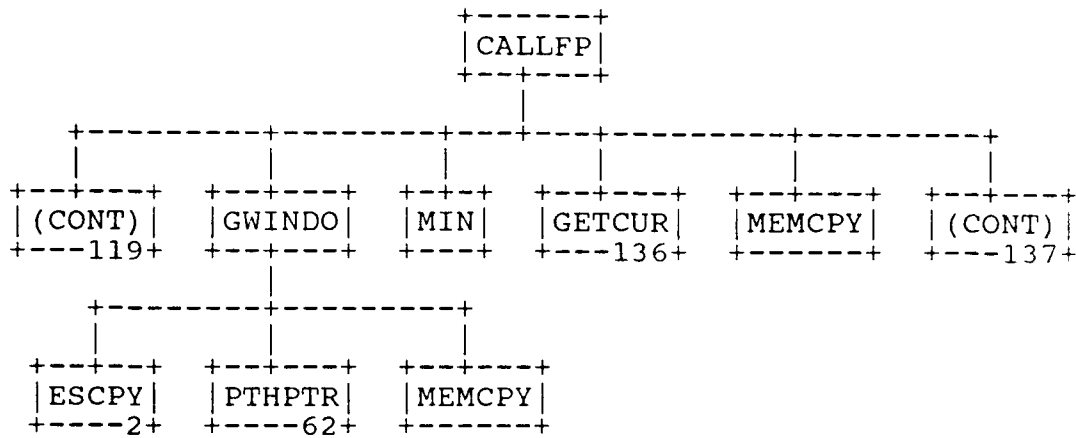 CALLFP
(CONT) GWINDO MIN GETCUR MEMCPY (CONT)
119 136 137
ESCPY PTHPTR MEMCPY
2 62